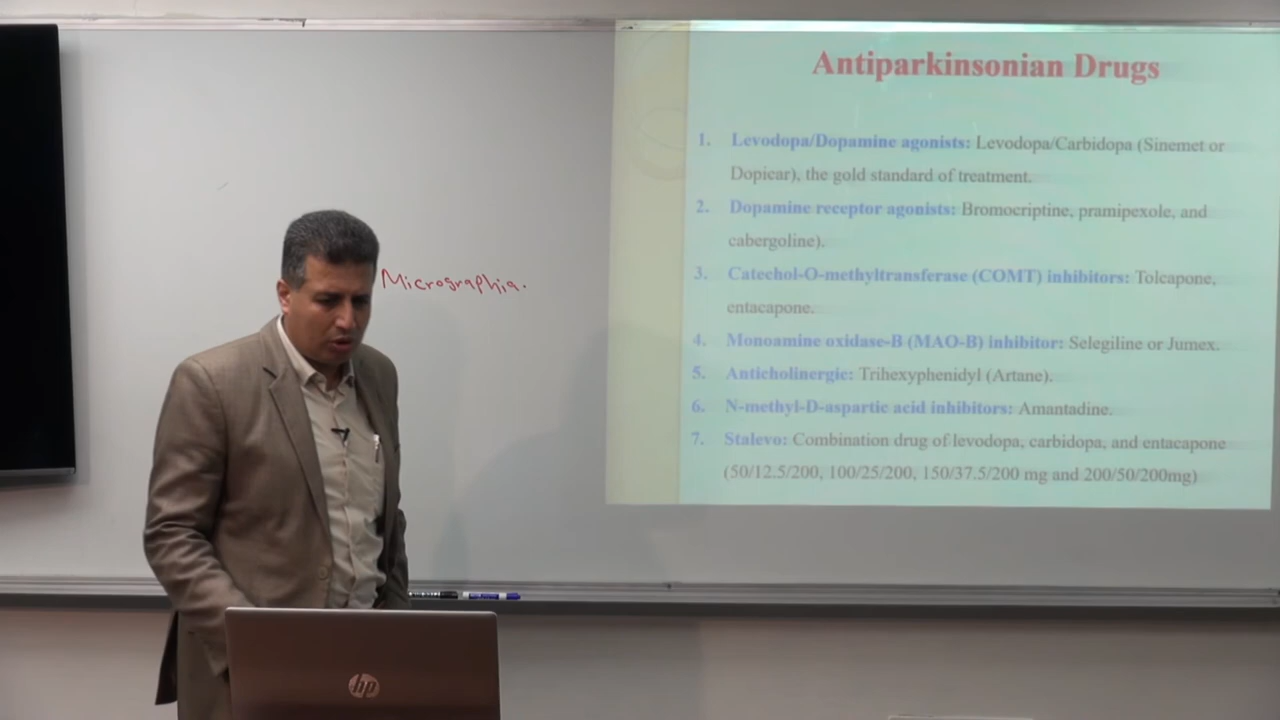 Antiparkinsonian Drugs
1. Levodopa/Dopamine agonists: Levodopa/Carbidopa (Sinemet or
Dopicar), the gold standard of treatment.
2. Dopamine receptor agonists: Bromocriptine, pramipexole, and
cabergoline).
3. Catechol-O-methyltransferase (COMT) inhibitors: Tolcapone,
entacapone.
4. Monoamine oxidase-B (MAO-B) inhibitor: Selegiline or Jumex.
5. Anticholinergic: Trihexyphenidyl (Artane).
6. N-methyl-D-aspartic acid inhibitors: Amantadine.
7. Stalevo: Combination drug of levodopa, carbidopa, and entacapone
(50/12.5/200, 100/25/200, 150/37.5/200 mg and 200/50/200mg)
Micrographia.
hp